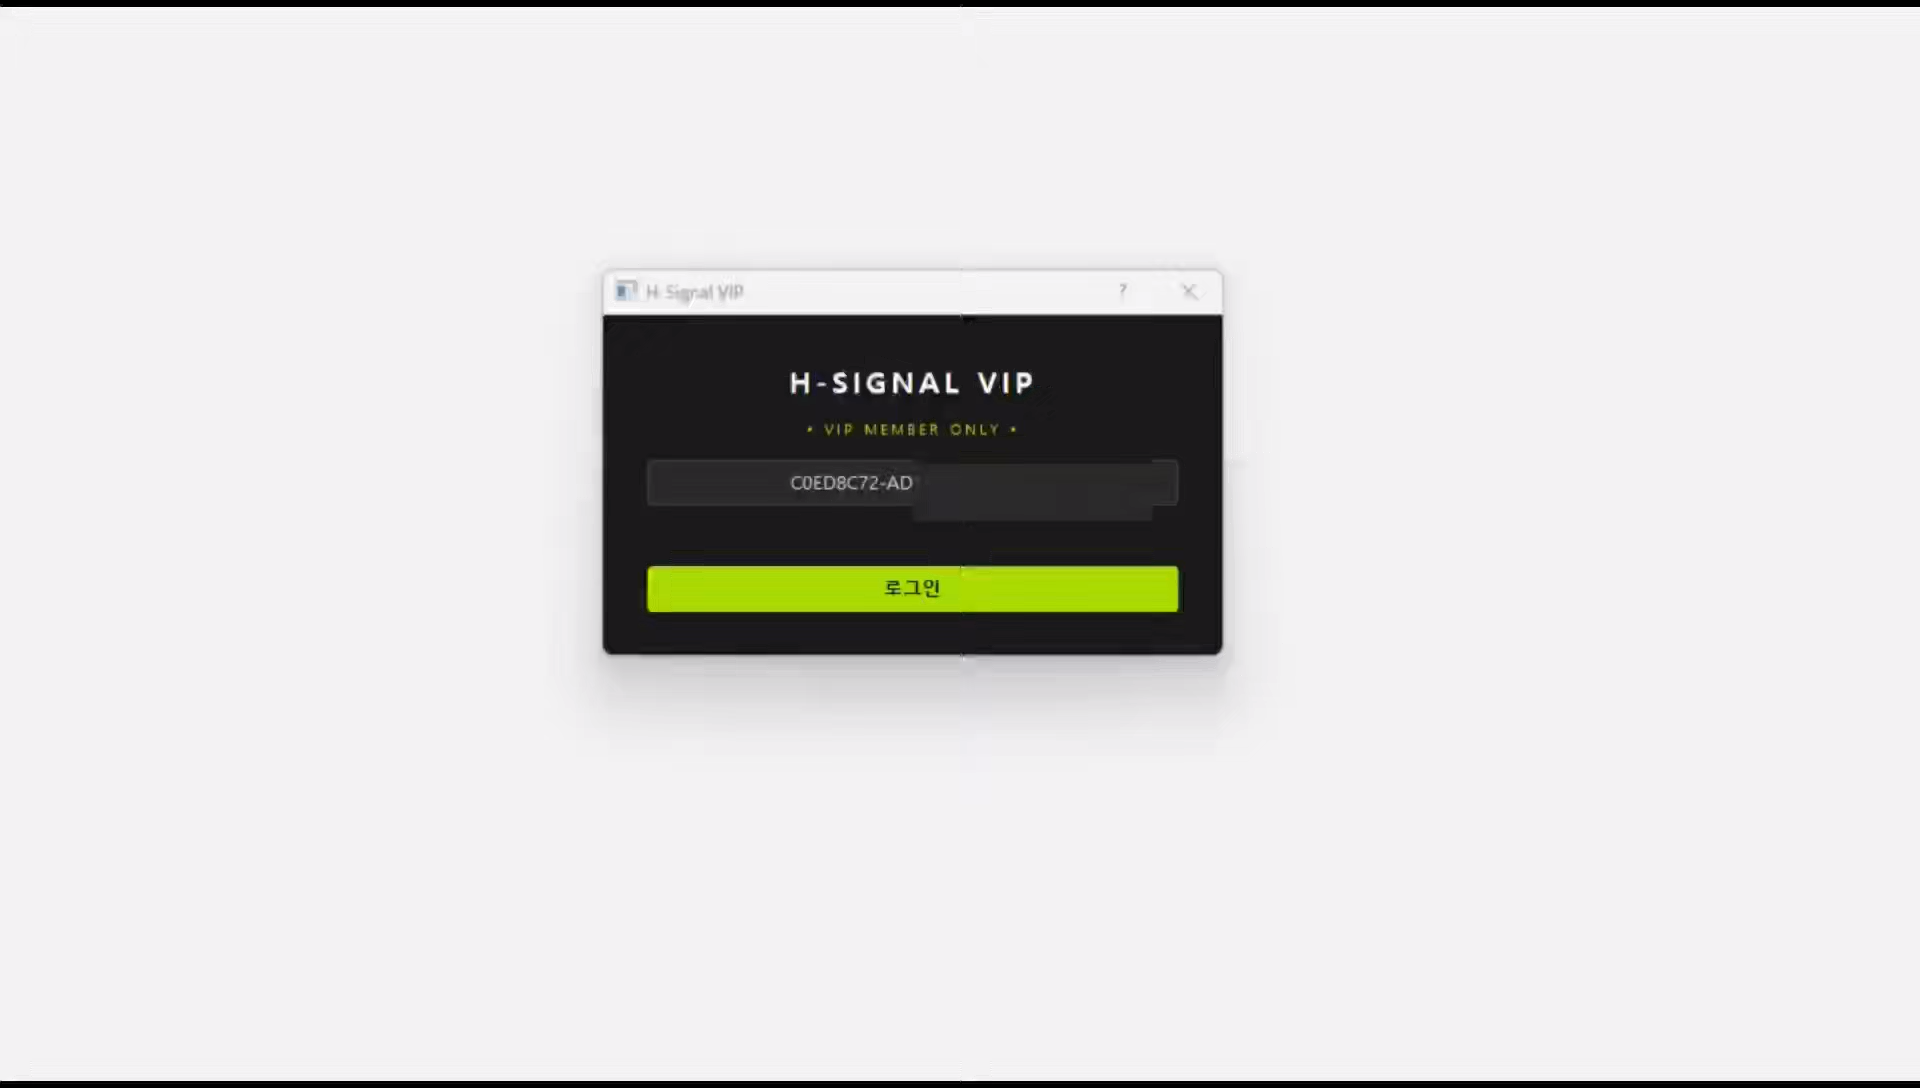 H-Signal VIP
?
H-SIGNAL VIP
• VIP MEMBER ONLY •
C0ED8C72-AD
로그인